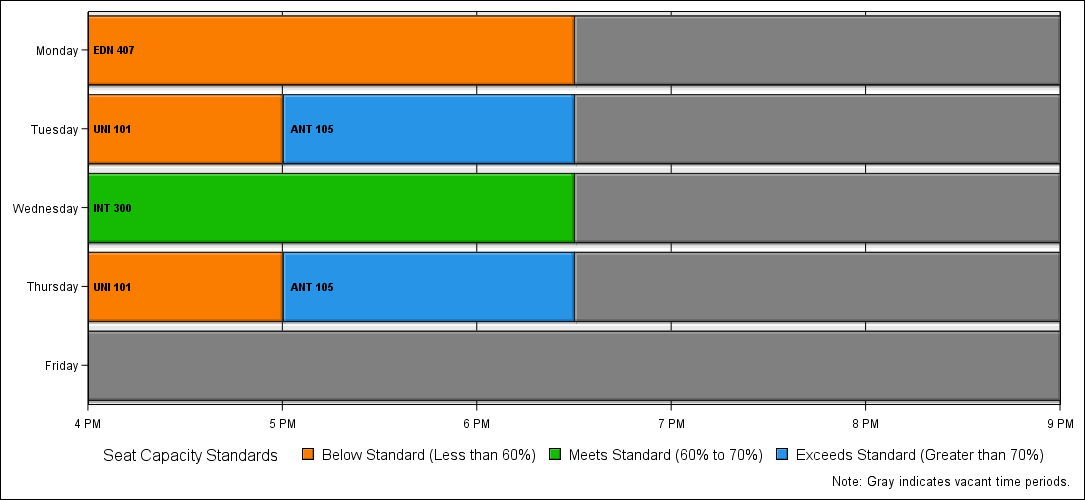 Monday EDN 407
Tuesday UNI 101 ANT 105
Wednesday INT 300
Thursday UNI 101 ANT 105
Friday
4 PM 5 PM 6 PM 7 PM 8 PM 9 PM
Seat Capacity Standards Below Standard (Less than 60%) Meets Standard (60% to 70%) Exceeds Standard (Greater than 70%)
Note: Gray indicates vacant time periods.